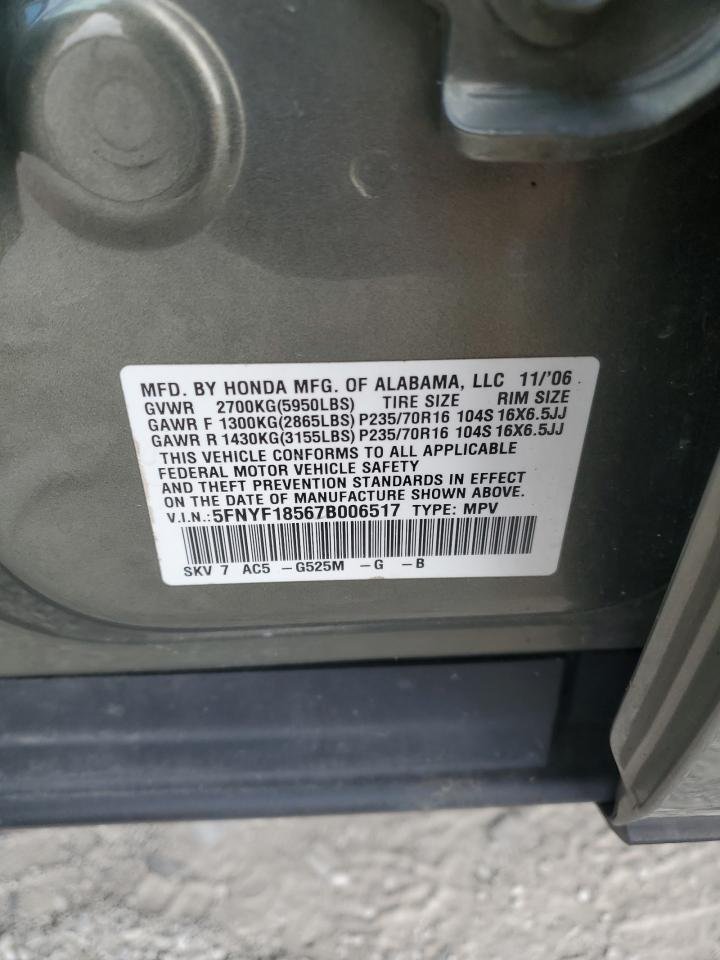 MFD. BY HONDA MFG. OF ALABAMA, LLC 11/'06
GVWR 2700KG(5950LBS) TIRE SIZE RIM SIZE
GAWR F 1300KG(2865LBS) P235/70R16 104S 16X6.5JJ
GAWR R 1430KG(3155LBS) P235/70R16 104S 16X6.5JJ
THIS VEHICLE CONFORMS TO ALL APPLICABLE
FEDERAL MOTOR VEHICLE SAFETY
AND THEFT PREVENTION STANDARDS IN EFFECT
ON THE DATE OF MANUFACTURE SHOWN ABOVE.
V.I.N.: 5FNYF18567B006517 TYPE: MPV
SKV 7 AC5 -G525M -G -B